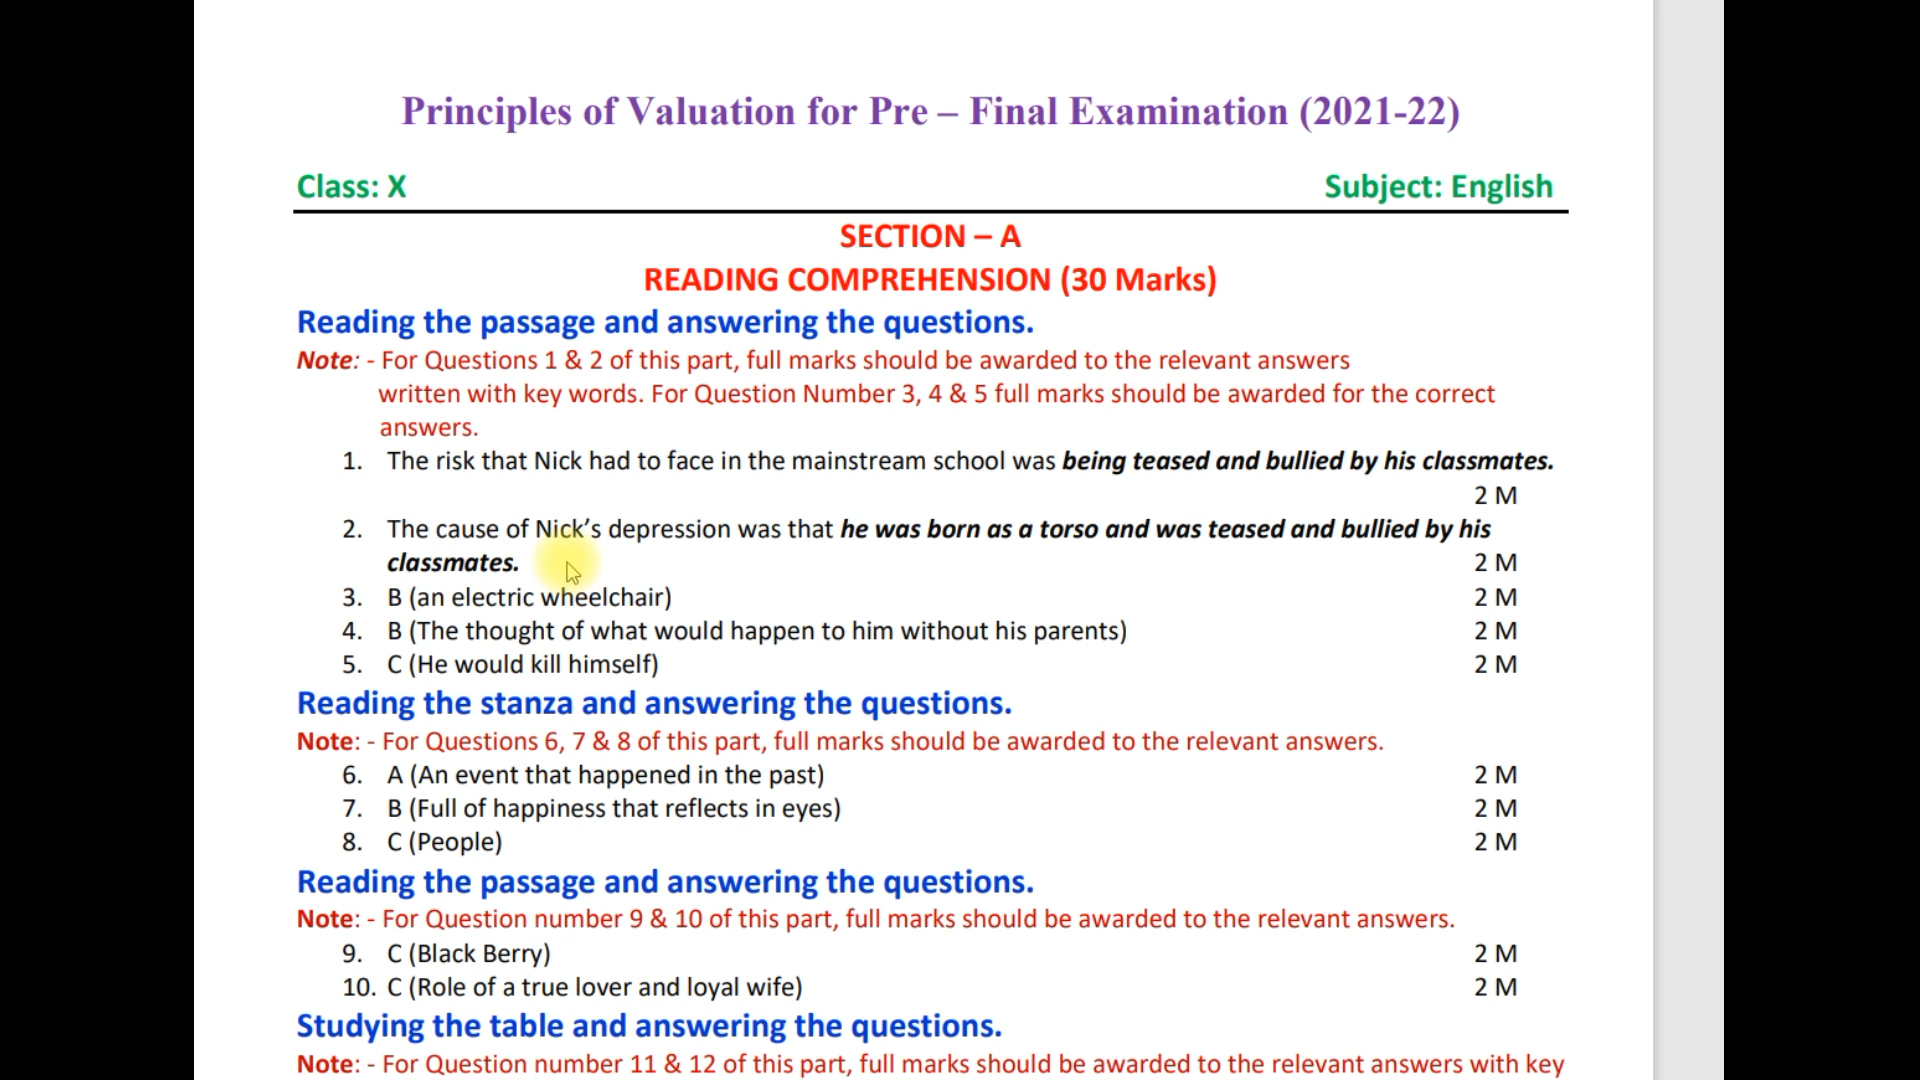 Principles of Valuation for Pre – Final Examination (2021-22)
Class: X Subject: English
SECTION – A
READING COMPREHENSION (30 Marks)
Reading the passage and answering the questions.
Note: - For Questions 1 & 2 of this part, full marks should be awarded to the relevant answers
written with key words. For Question Number 3, 4 & 5 full marks should be awarded for the correct
answers.
1. The risk that Nick had to face in the mainstream school was being teased and bullied by his classmates.
2 M
2. The cause of Nick’s depression was that he was born as a torso and was teased and bullied by his
classmates. 2 M
3. B (an electric wheelchair) 2 M
4. B (The thought of what would happen to him without his parents) 2 M
5. C (He would kill himself) 2 M
Reading the stanza and answering the questions.
Note: - For Questions 6, 7 & 8 of this part, full marks should be awarded to the relevant answers.
6. A (An event that happened in the past) 2 M
7. B (Full of happiness that reflects in eyes) 2 M
8. C (People) 2 M
Reading the passage and answering the questions.
Note: - For Question number 9 & 10 of this part, full marks should be awarded to the relevant answers.
9. C (Black Berry) 2 M
10. C (Role of a true lover and loyal wife) 2 M
Studying the table and answering the questions.
Note: - For Question number 11 & 12 of this part, full marks should be awarded to the relevant answers with key